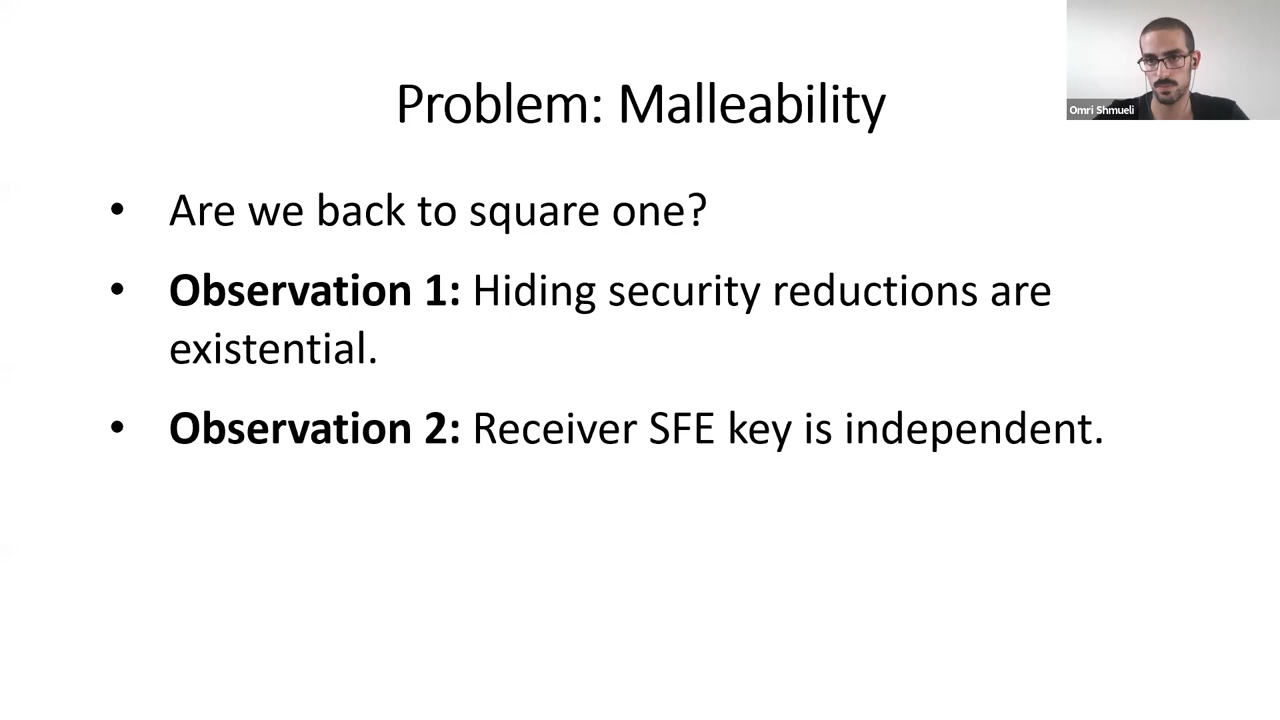 Problem: Malleability
Omri Shmueli
• Are we back to square one?
• Observation 1: Hiding security reductions are
existential.
• Observation 2: Receiver SFE key is independent.